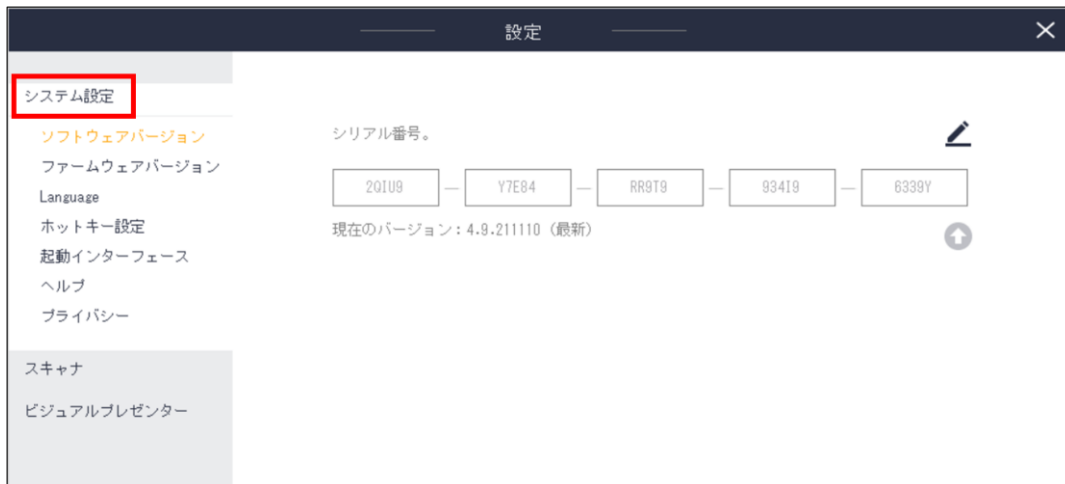 設定
システム設定
ソフトウェアバージョン
ファームウェアバージョン
Language
ホットキー設定
起動インターフェース
ヘルプ
プライバシー
スキャナ
ビジュアルプレゼンター
シリアル番号。
2QIU9 — Y7E84 — RR9T9 — 934I9 — 6339Y
現在のバージョン：4.9.211110（最新）